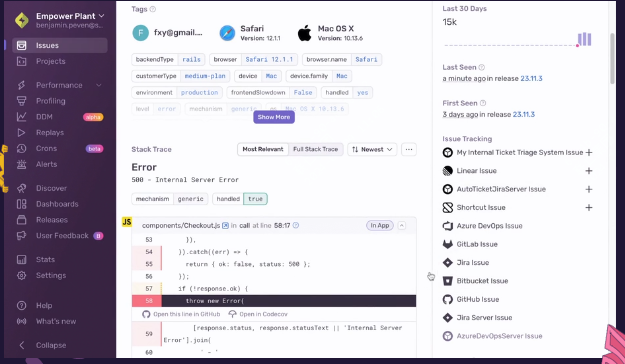 Empower Plant
benjamin.peven@s...
Issues
Projects
Performance
Profiling
DDM alpha
Replays
Crons beta
Alerts
Discover
Dashboards
Releases
User Feedback
Stats
Settings
Help
What's new
Collapse
Tags
F fxy@gmail....
Safari
Version: 12.1.1
Mac OS X
Version: 10.13.6
backendType rails browser Safari 12.1.1 browser.name Safari
customerType medium-plan device Mac device.family Mac
environment production frontendSlowdown False handled yes
level error mechanism generic os Mac OS X 10.13.6
Show More
Stack Trace Most Relevant Full Stack Trace Newest ...
Error
500 - Internal Server Error
mechanism generic handled true
JS
components/Checkout.js in call at line 58:17 In App
53 }),
54 }).catch((err) => {
55 return { ok: false, status: 500 };
56 });
57 if (!response.ok) {
58 throw new Error(
Open this line in GitHub Open in Codecov
59 [response.status, response.statusText || 'Internal Server
Error'].join(
60 ' - '
Last 30 Days
15k
Last Seen
a minute ago in release 23.11.3
First Seen
3 days ago in release 23.11.3
Issue Tracking
My Internal Ticket Triage System Issue +
Linear Issue +
AutoTicketJiraServer Issue +
Shortcut Issue +
Azure DevOps Issue
GitLab Issue
Jira Issue
Bitbucket Issue
GitHub Issue
Jira Server Issue
AzureDevOpsServer Issue